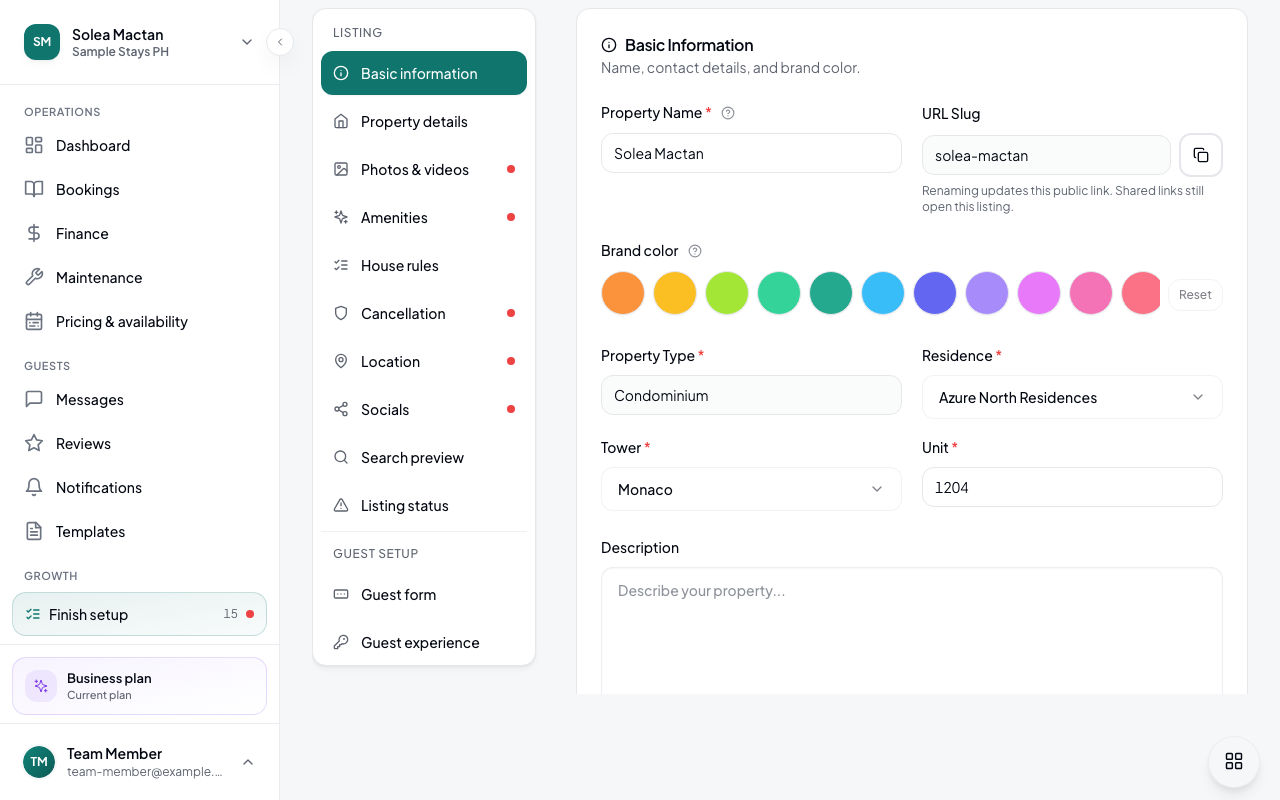 SM
Solea Mactan
Sample Stays PH
OPERATIONS
Dashboard
Bookings
Finance
Maintenance
Pricing & availability
GUESTS
Messages
Reviews
Notifications
Templates
GROWTH
Finish setup 15
Business plan
Current plan
TM
Team Member
team-member@example....
LISTING
Basic information
Property details
Photos & videos
Amenities
House rules
Cancellation
Location
Socials
Search preview
Listing status
GUEST SETUP
Guest form
Guest experience
Basic Information
Name, contact details, and brand color.
Property Name *
Solea Mactan
URL Slug
solea-mactan
Renaming updates this public link. Shared links still
open this listing.
Brand color
Reset
Property Type *
Condominium
Residence *
Azure North Residences
Tower *
Monaco
Unit *
1204
Description
Describe your property...